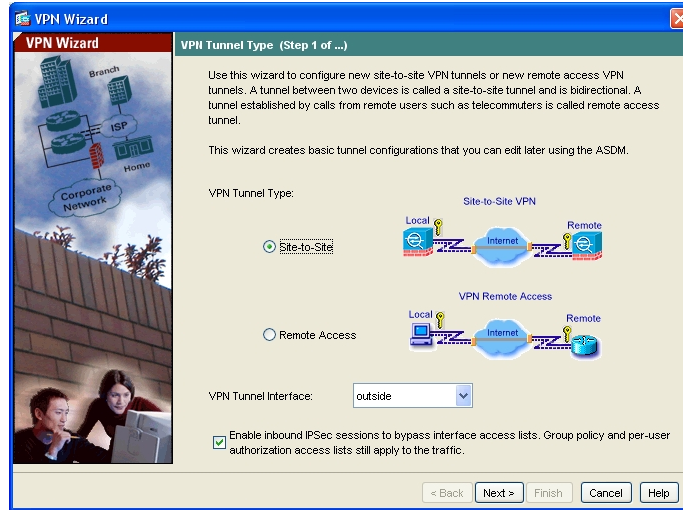 VPN Wizard
VPN Wizard
Branch
ISP
Home
Corporate
Network
VPN Tunnel Type (Step 1 of ...)
Use this wizard to configure new site-to-site VPN tunnels or new remote access VPN
tunnels. A tunnel between two devices is called a site-to-site tunnel and is bidirectional. A
tunnel established by calls from remote users such as telecommuters is called remote access
tunnel.
This wizard creates basic tunnel configurations that you can edit later using the ASDM.
VPN Tunnel Type:
Site-to-Site VPN
Local
Remote
Internet
Site-to-Site
VPN Remote Access
Local
Remote
Internet
Remote Access
VPN Tunnel Interface:
outside
Enable inbound IPSec sessions to bypass interface access lists. Group policy and per-user
authorization access lists still apply to the traffic.
< Back
Next >
Finish
Cancel
Help